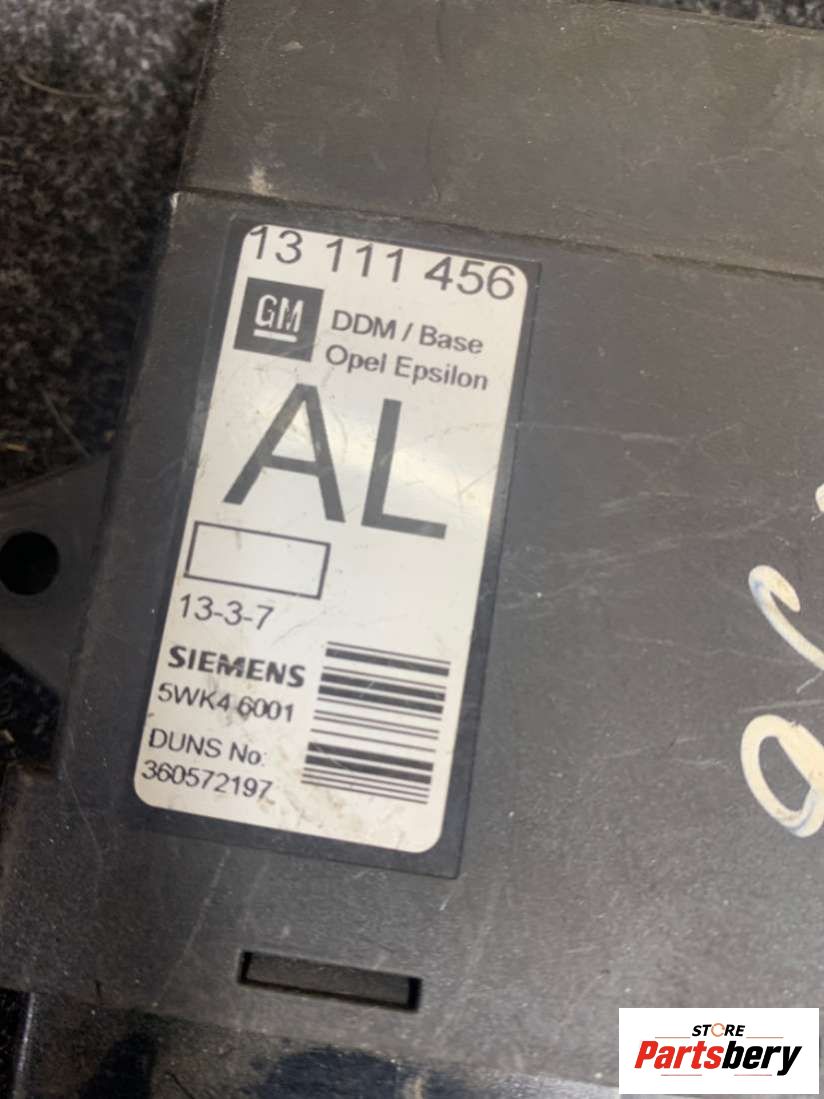 13 111 456
GM
DDM / Base
Opel Epsilon
AL
13-3-7
SIEMENS
5WK4 6001
DUNS No:
360572197
STORE
Partsbery